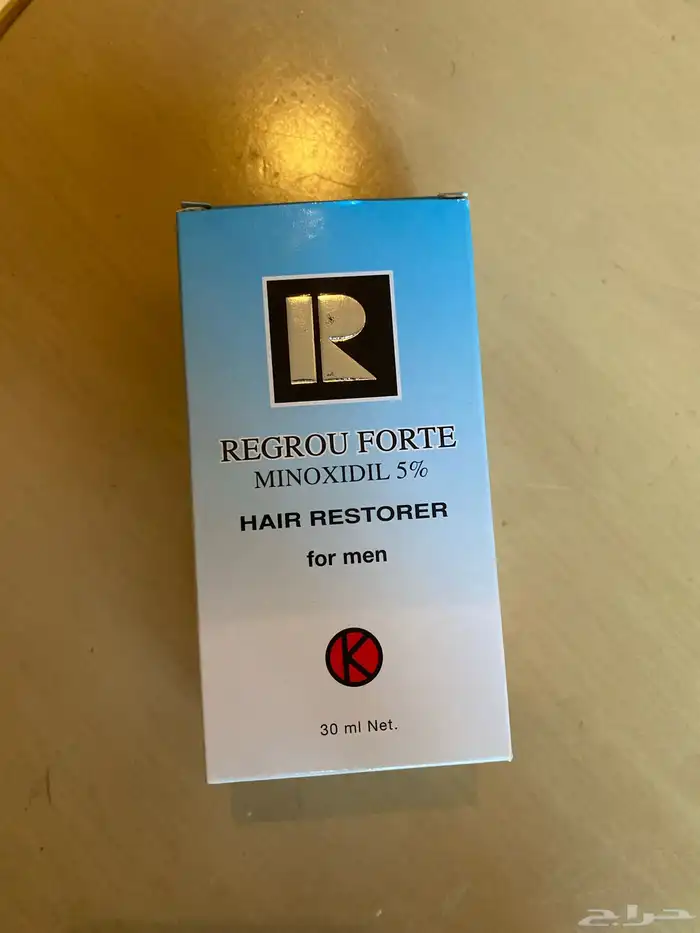 R
REGROU FORTE
MINOXIDIL 5%
HAIR RESTORER
for men
K
30 ml Net.
حراج